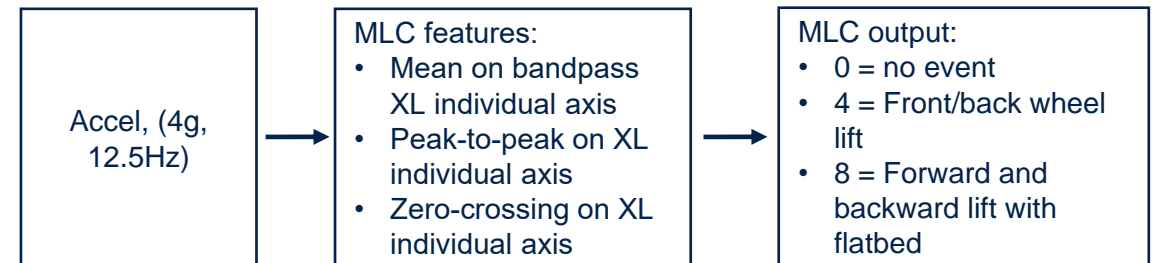 Accel, (4g,
12.5Hz)
MLC features:
• Mean on bandpass
XL individual axis
• Peak-to-peak on XL
individual axis
• Zero-crossing on XL
individual axis
MLC output:
• 0 = no event
• 4 = Front/back wheel
lift
• 8 = Forward and
backward lift with
flatbed